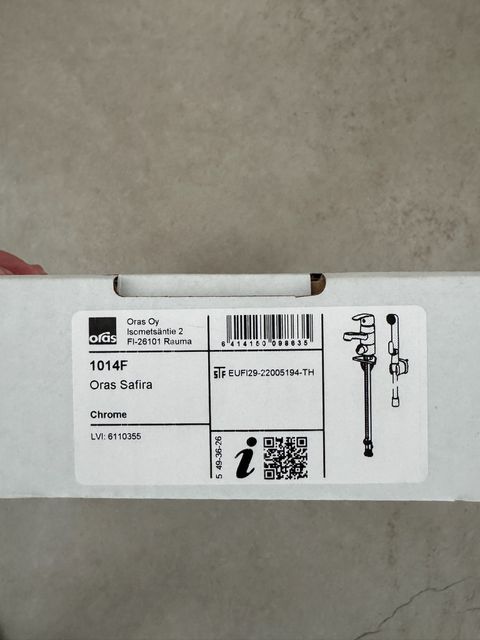 oras
Oras Oy
Isometsäntie 2
FI-26101 Rauma
1014F
Oras Safira
Chrome
LVI: 6110355
6 414150 098635
STF EUFI29-22005194-TH
5 49-36-26
i